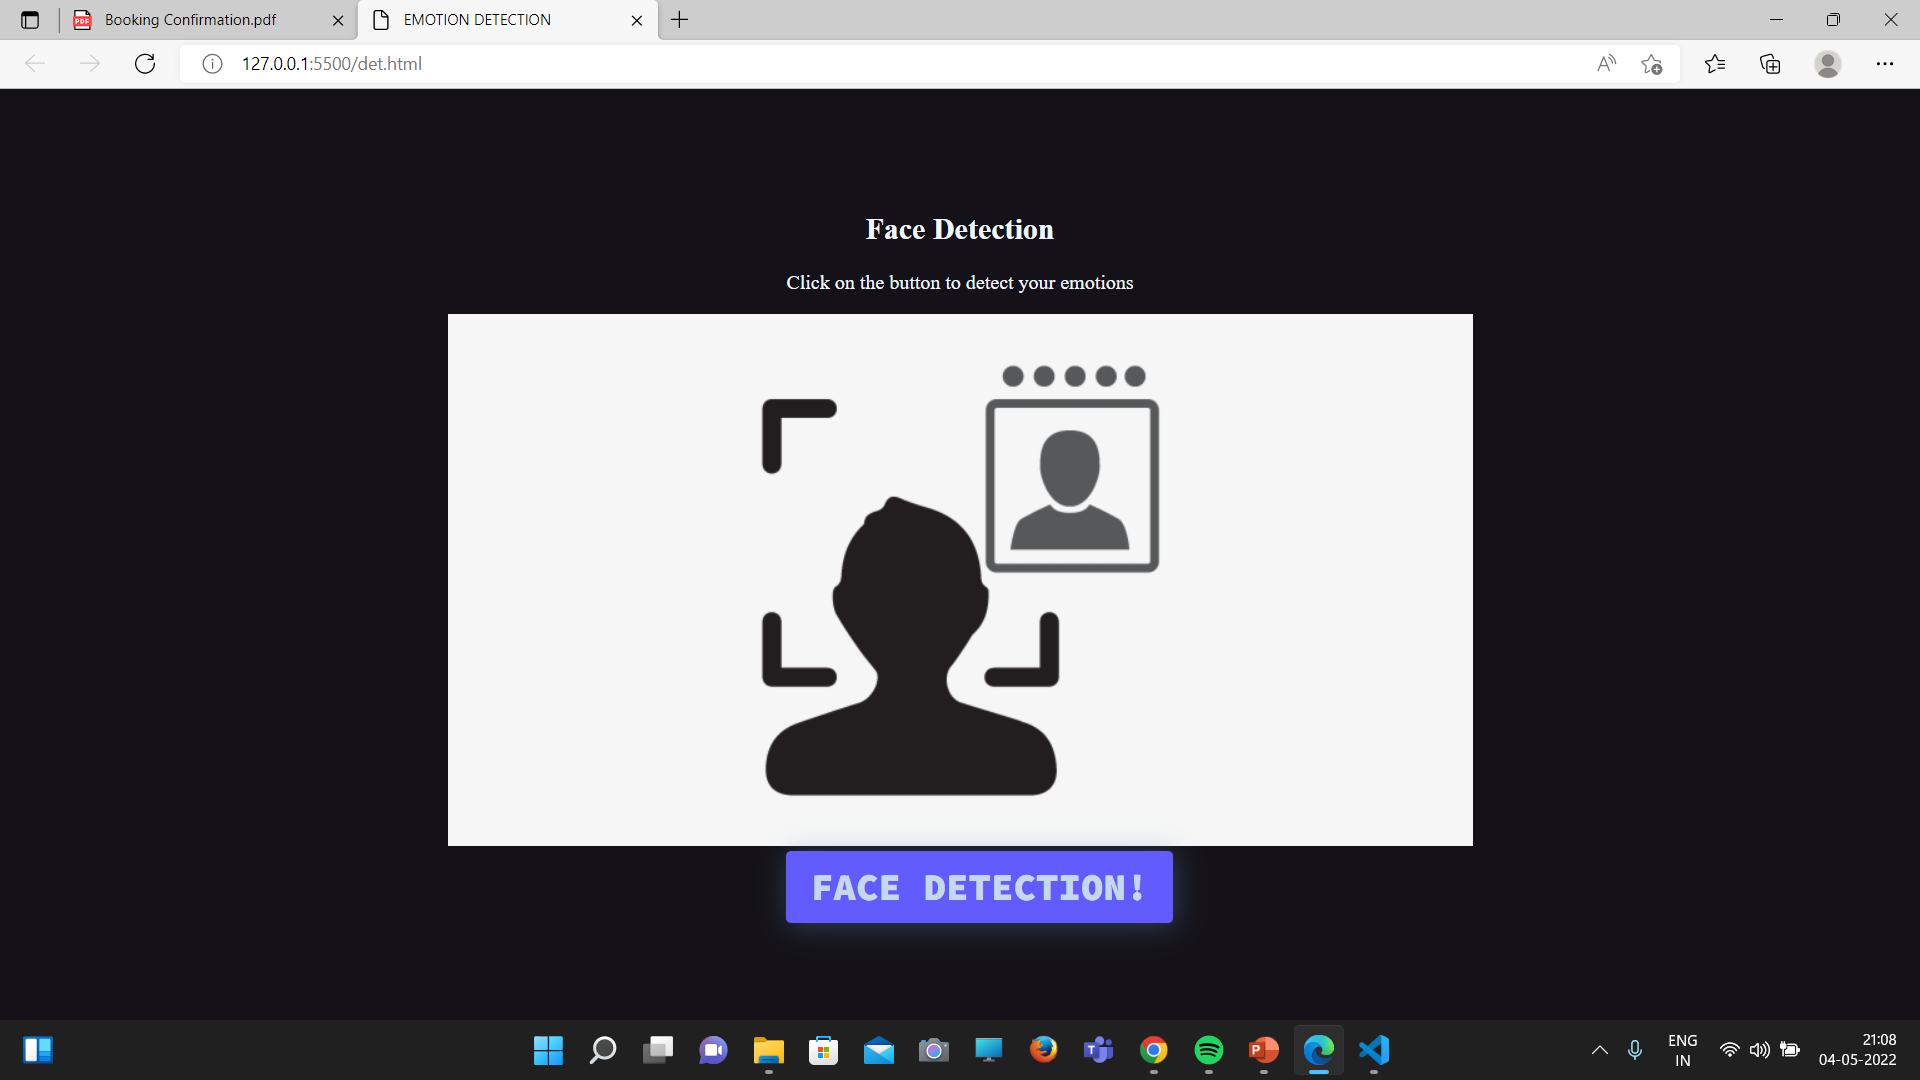 Booking Confirmation.pdf
EMOTION DETECTION
127.0.0.1:5500/det.html
Face Detection
Click on the button to detect your emotions
FACE DETECTION!
ENG
IN
21:08
04-05-2022